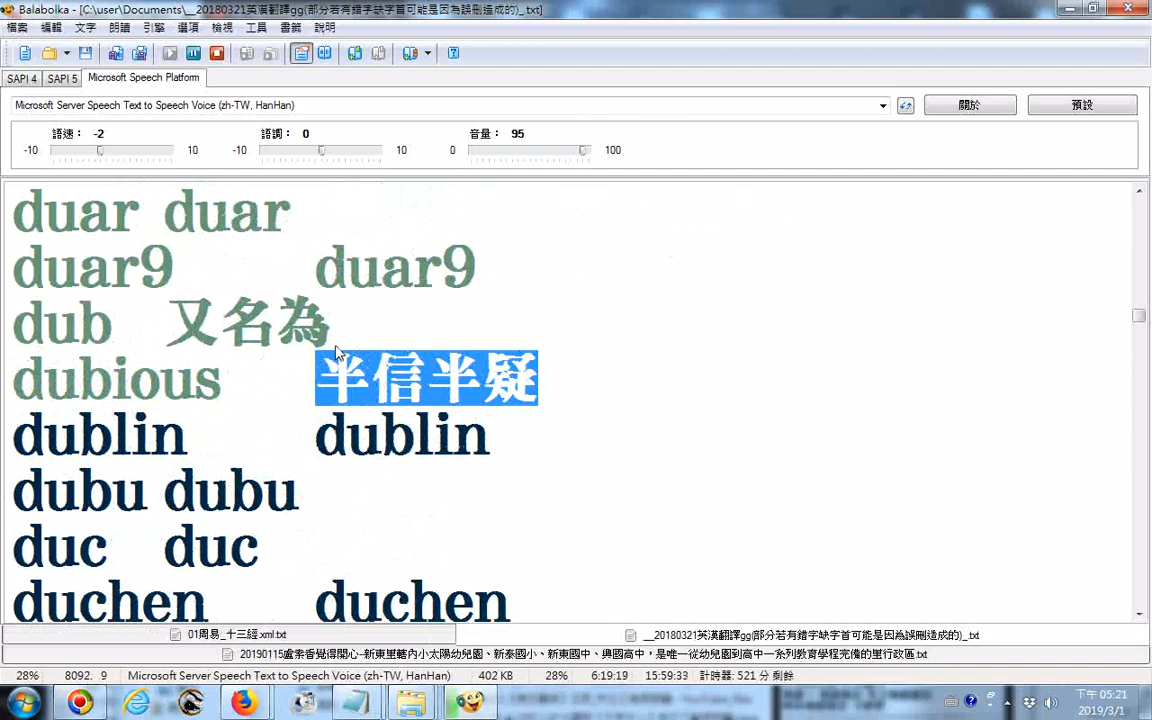 Balabolka - [C:\user\Documents\__20180321英漢翻譯gg(部分若有錯字缺字首可能是因為誤刪造成的)_.txt]
檔案 編輯 文字 朗讀 引擎 選項 檢視 工具 書籤 說明
SAPI 4 SAPI 5 Microsoft Speech Platform
Microsoft Server Speech Text to Speech Voice (zh-TW, HanHan) 關於 預設
語速： -2 語調： 0 音量： 95
-10 10 -10 10 0 100
duar duar
duar9 duar9
dub 又名為
dubious 半信半疑
dublin dublin
dubu dubu
duc duc
duchen duchen
01周易_十三經.xml.txt __20180321英漢翻譯gg(部分若有錯字缺字首可能是因為誤刪造成的)_.txt
20190115盧素香覺得開心-新東里轄內小太陽幼兒園、新泰國小、新東國中、興國高中，是唯一從幼兒園到高中一系列教育學程完備的里行政區.txt
28% 8092. 9 Microsoft Server Speech Text to Speech Voice (zh-TW, HanHan) 402 KB 28% 6:19:19 15:59:33 計時器: 521 分 剩餘
下午 05:21
2019/3/1